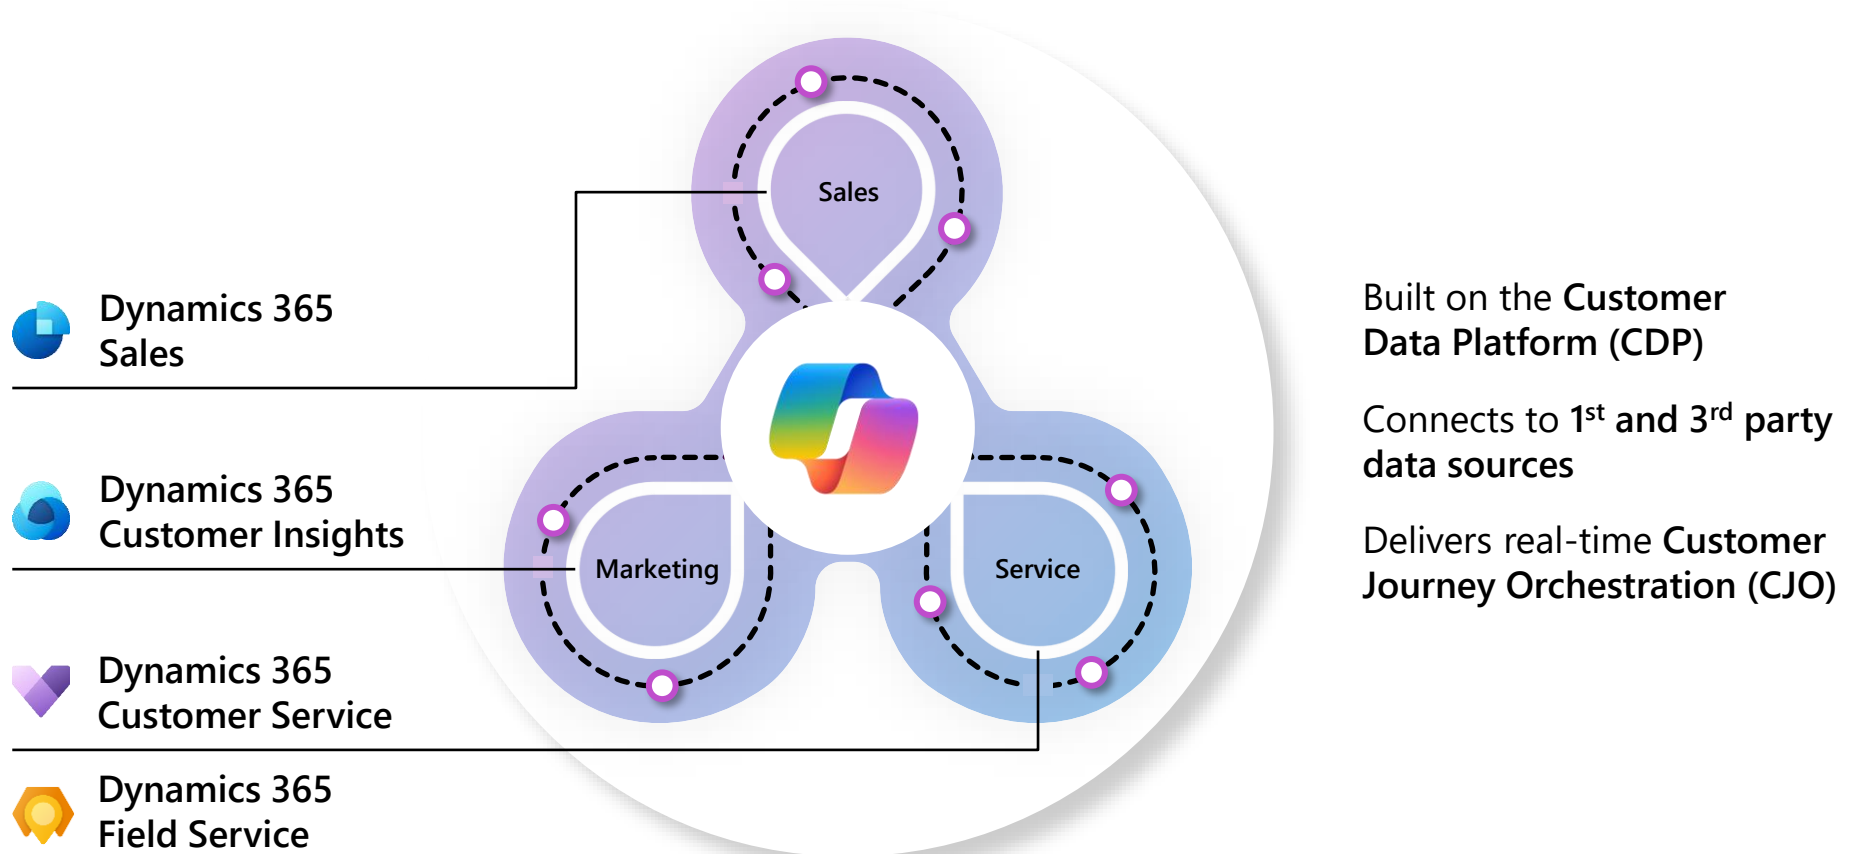 Sales
Dynamics 365
Sales
Dynamics 365
Customer Insights
Marketing
Service
Dynamics 365
Customer Service
Dynamics 365
Field Service
Built on the Customer
Data Platform (CDP)
Connects to 1st and 3rd party
data sources
Delivers real-time Customer
Journey Orchestration (CJO)